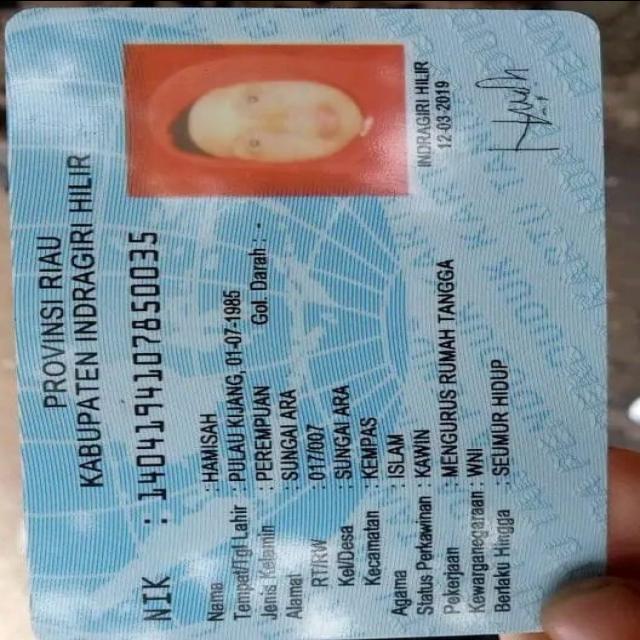 PROVINSI RIAU
KABUPATEN INDRAGIRI HILIR
NIK : 1404194107850035
Nama : HAMISAH
Tempat/Tgl Lahir : PULAU KIJANG, 01-07-1985
Jenis Kelamin : PEREMPUAN Gol. Darah : -
Alamat : SUNGAI ARA
RT/RW : 017/007
Kel/Desa : SUNGAI ARA
Kecamatan : KEMPAS
Agama : ISLAM
Status Perkawinan : KAWIN
Pekerjaan : MENGURUS RUMAH TANGGA
Kewarganegaraan : WNI
Berlaku Hingga : SEUMUR HIDUP
INDRAGIRI HILIR
12-03-2019